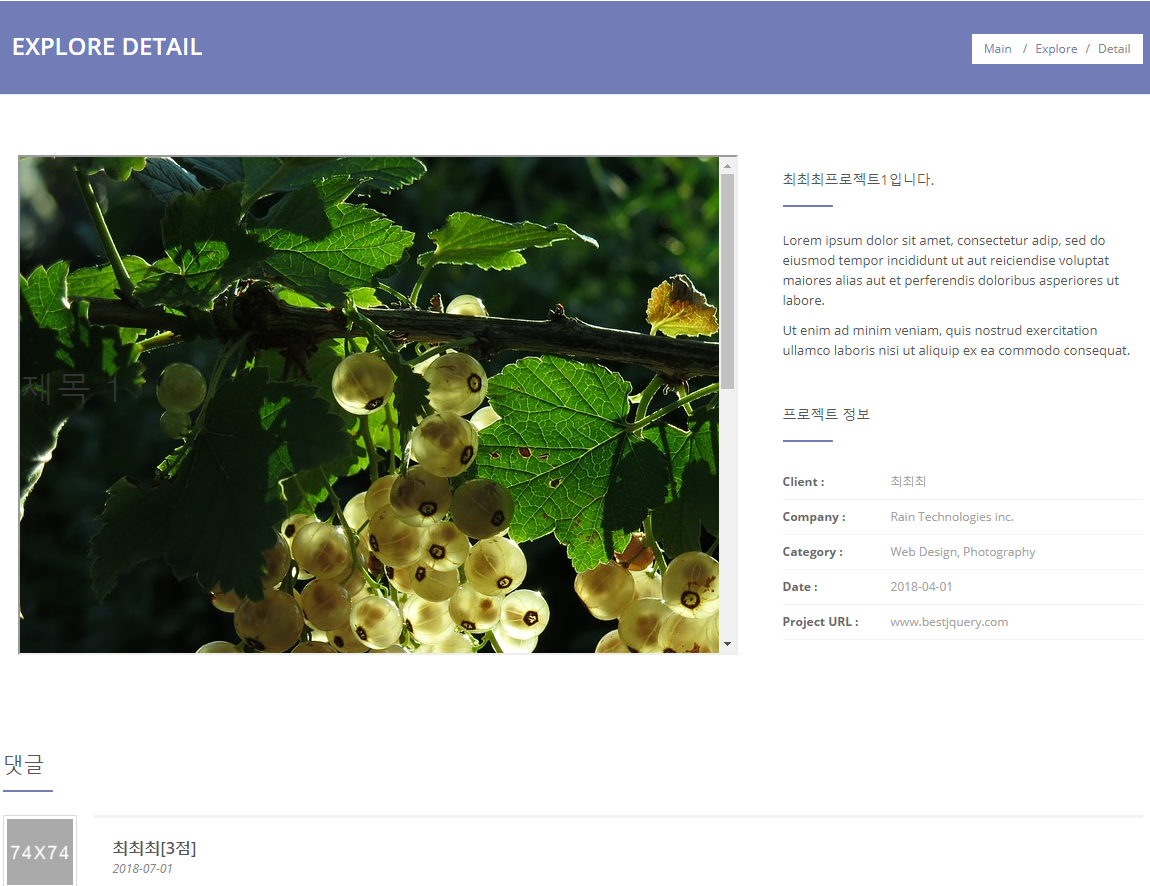 EXPLORE DETAIL
Main / Explore / Detail
제목 1
최최최프로젝트1입니다.
Lorem ipsum dolor sit amet, consectetur adip, sed do
eiusmod tempor incididunt ut aut reiciendise voluptat
maiores alias aut et perferendis doloribus asperiores ut
labore.
Ut enim ad minim veniam, quis nostrud exercitation
ullamco laboris nisi ut aliquip ex ea commodo consequat.
프로젝트 정보
Client : 최최최
Company : Rain Technologies inc.
Category : Web Design, Photography
Date : 2018-04-01
Project URL : www.bestjquery.com
댓글
74X74
최최최[3점]
2018-07-01